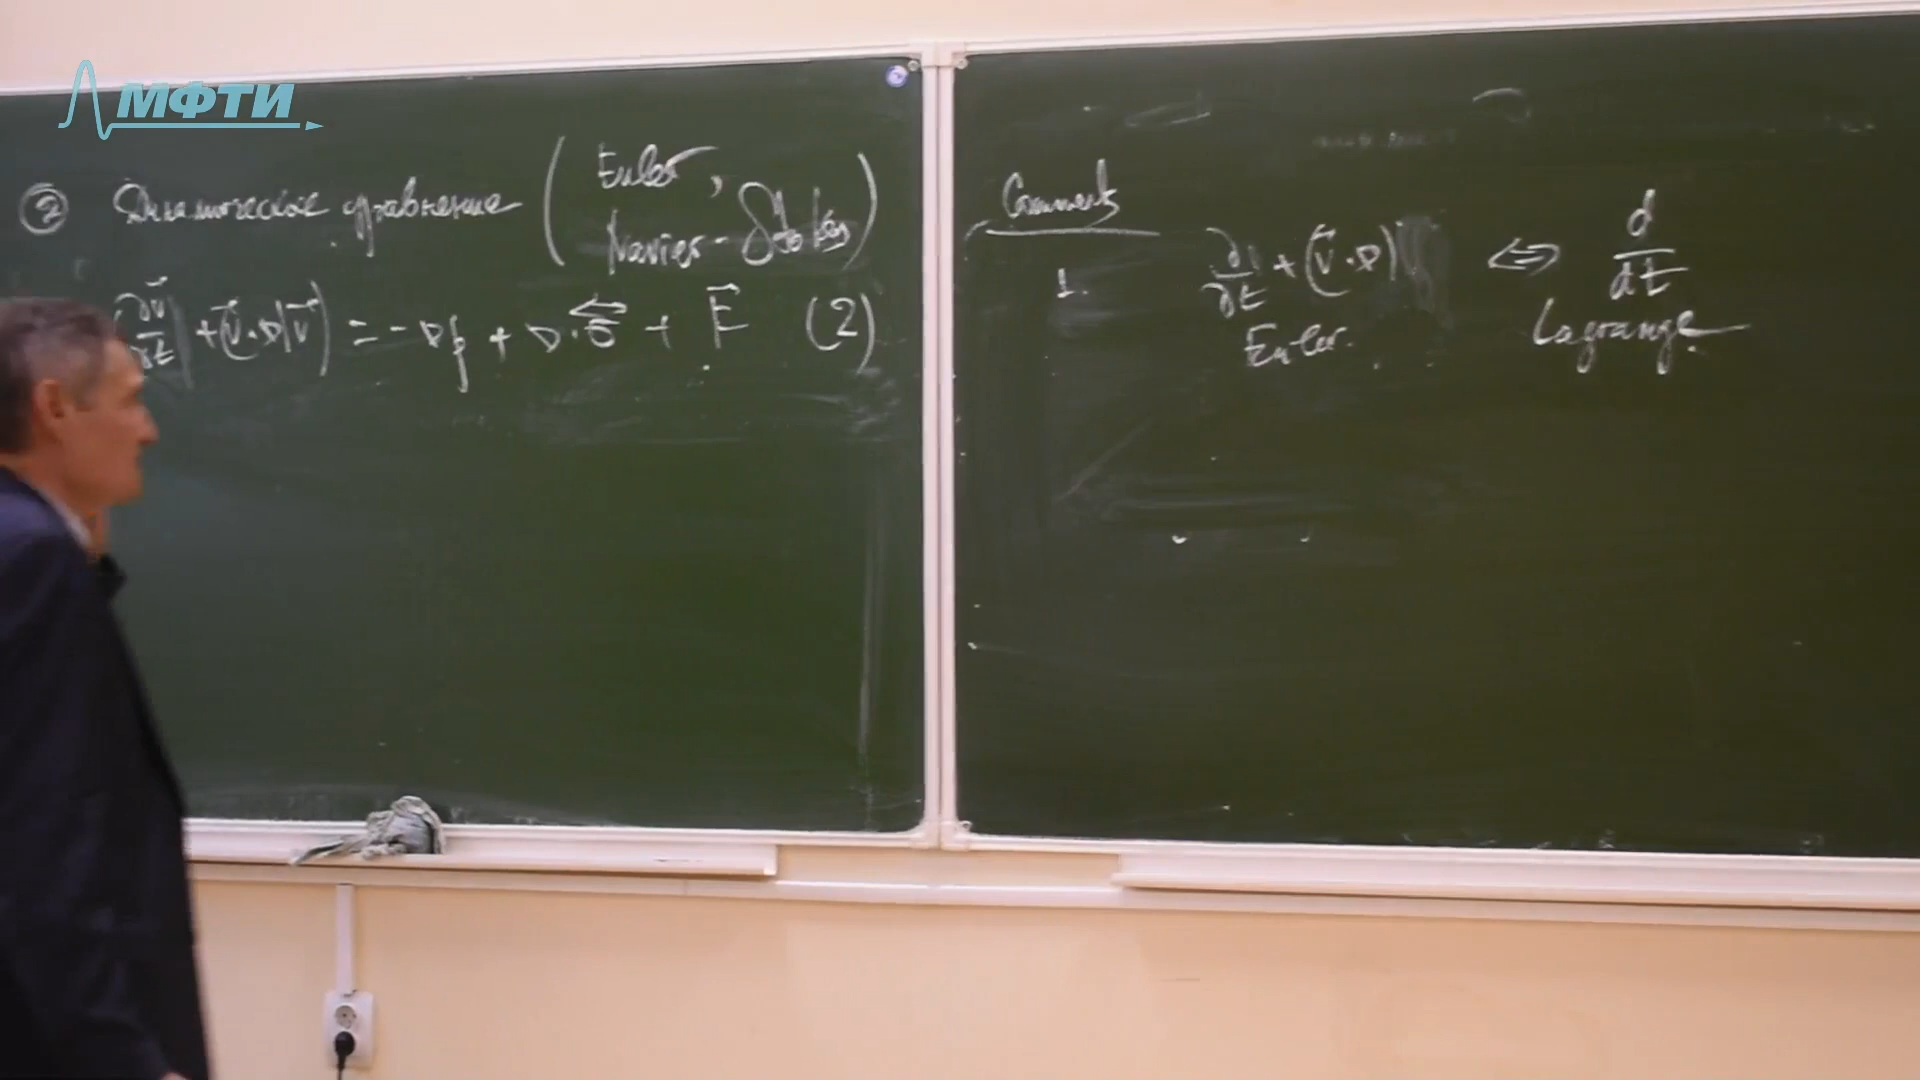 МФТИ
② Динамическое уравнение ( Euler, Navier-Stokes )
∂v⃗/∂t + (v⃗·∇)v⃗) = -∇p + ∇·σ⃡ + F⃗ (2)
Comments
1. ∂/∂t + (v⃗·∇) ⇔ d/dt
Euler. Lagrange.